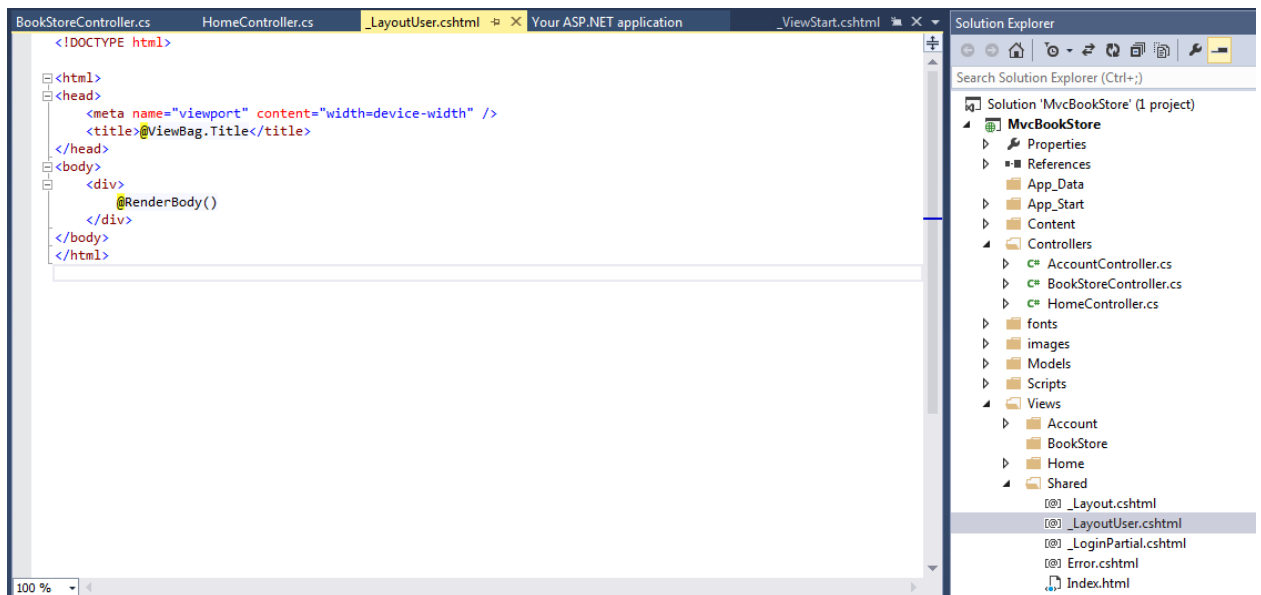 BookStoreController.cs HomeController.cs _LayoutUser.cshtml Your ASP.NET application _ViewStart.cshtml
<!DOCTYPE html>
<html>
<head>
<meta name="viewport" content="width=device-width" />
<title>@ViewBag.Title</title>
</head>
<body>
<div>
@RenderBody()
</div>
</body>
</html>
100 %
Solution Explorer
Search Solution Explorer (Ctrl+;)
Solution 'MvcBookStore' (1 project)
MvcBookStore
Properties
References
App_Data
App_Start
Content
Controllers
C# AccountController.cs
C# BookStoreController.cs
C# HomeController.cs
fonts
images
Models
Scripts
Views
Account
BookStore
Home
Shared
[@] _Layout.cshtml
[@] _LayoutUser.cshtml
[@] _LoginPartial.cshtml
[@] Error.cshtml
Index.html